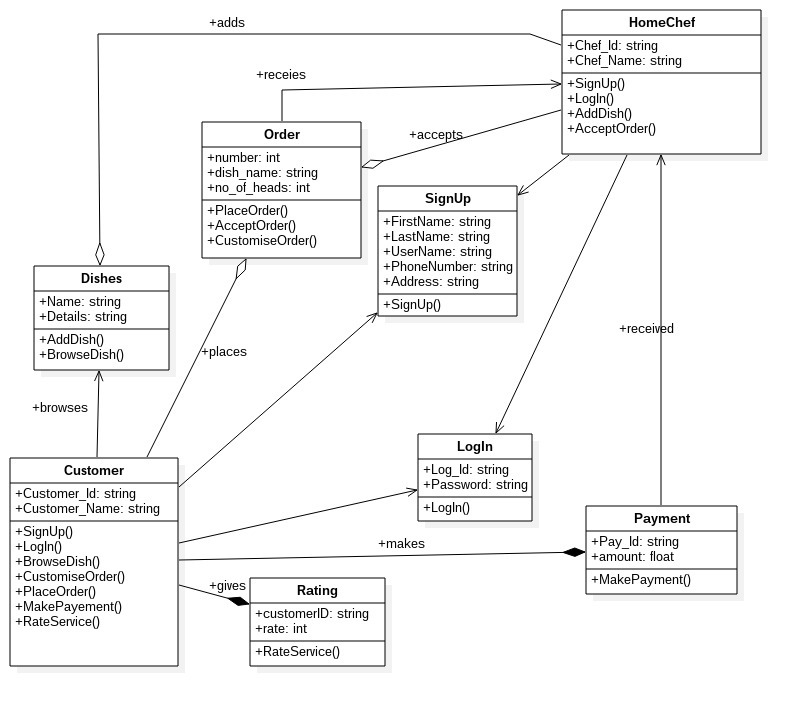 +adds
HomeChef
+Chef_Id: string
+Chef_Name: string
+SignUp()
+LogIn()
+AddDish()
+AcceptOrder()
+receies
Order
+number: int
+dish_name: string
+no_of_heads: int
+PlaceOrder()
+AcceptOrder()
+CustomiseOrder()
+accepts
SignUp
+FirstName: string
+LastName: string
+UserName: string
+PhoneNumber: string
+Address: string
+SignUp()
Dishes
+Name: string
+Details: string
+AddDish()
+BrowseDish()
+received
+places
+browses
LogIn
+Log_Id: string
+Password: string
+LogIn()
Customer
+Customer_Id: string
+Customer_Name: string
+SignUp()
+LogIn()
+BrowseDish()
+CustomiseOrder()
+PlaceOrder()
+MakePayement()
+RateService()
+makes
Payment
+Pay_Id: string
+amount: float
+MakePayment()
+gives
Rating
+customerID: string
+rate: int
+RateService()